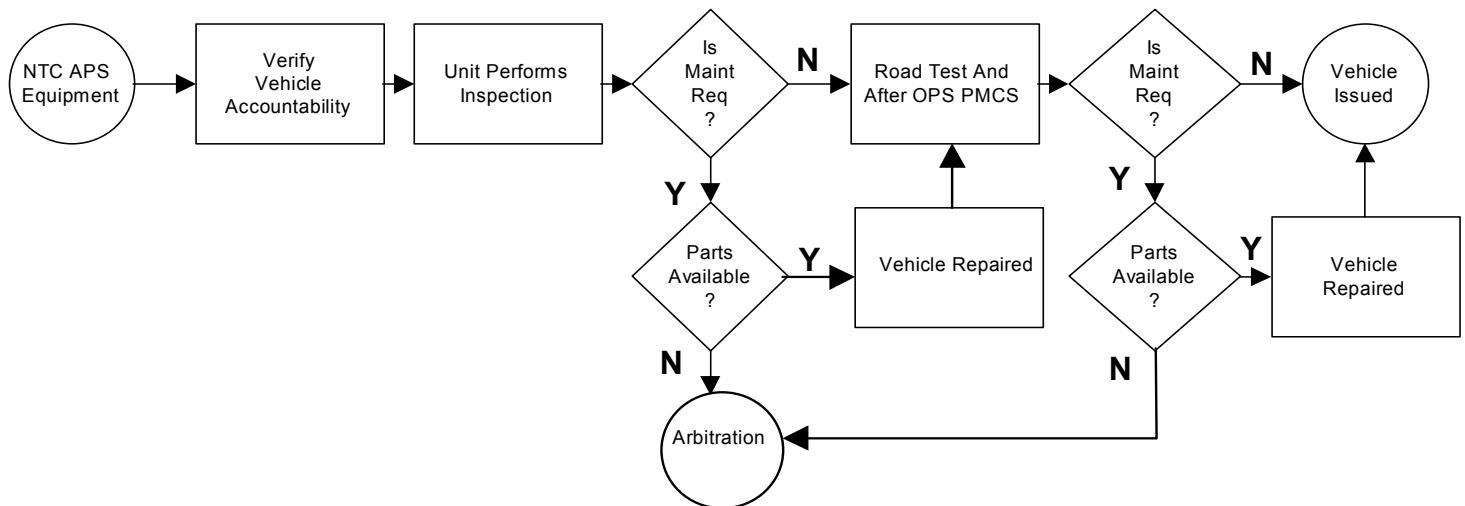 NTC APS
Equipment
Verify
Vehicle
Accountability
Unit Performs
Inspection
Is
Maint
Req
?
N
Road Test And
After OPS PMCS
Is
Maint
Req
?
N
Vehicle
Issued
Y
Y
Parts
Available
?
Y
Vehicle Repaired
Parts
Available
?
Y
Vehicle
Repaired
N
N
Arbitration